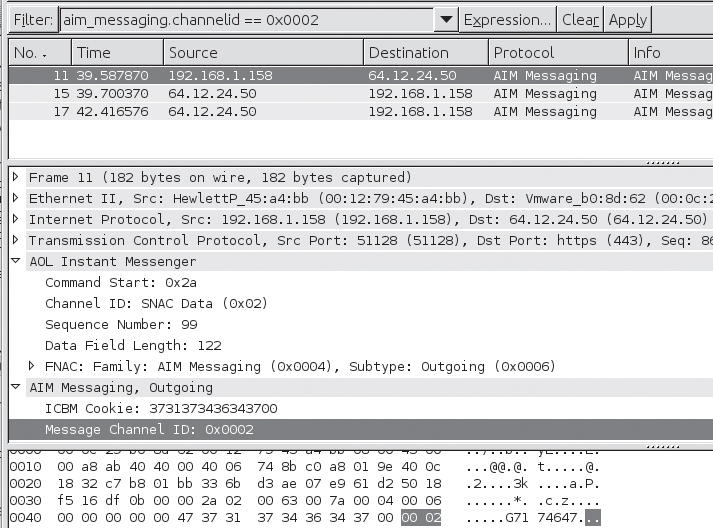 Filter: aim_messaging.channelid == 0x0002 Expression... Clear Apply
No. . Time Source Destination Protocol Info
11 39.587870 192.168.1.158 64.12.24.50 AIM Messaging AIM Messag
15 39.700370 64.12.24.50 192.168.1.158 AIM Messaging AIM Messag
17 42.416576 64.12.24.50 192.168.1.158 AIM Messaging AIM Messag
Frame 11 (182 bytes on wire, 182 bytes captured)
Ethernet II, Src: HewlettP_45:a4:bb (00:12:79:45:a4:bb), Dst: Vmware_b0:8d:62 (00:0c:2
Internet Protocol, Src: 192.168.1.158 (192.168.1.158), Dst: 64.12.24.50 (64.12.24.50)
Transmission Control Protocol, Src Port: 51128 (51128), Dst Port: https (443), Seq: 86
AOL Instant Messenger
Command Start: 0x2a
Channel ID: SNAC Data (0x02)
Sequence Number: 99
Data Field Length: 122
FNAC: Family: AIM Messaging (0x0004), Subtype: Outgoing (0x0006)
AIM Messaging, Outgoing
ICBM Cookie: 3731373436343700
Message Channel ID: 0x0002
0010 00 a8 ab 40 40 00 40 06 74 8b c0 a8 01 9e 40 0c ...@@.@. t.....@.
0020 18 32 c7 b8 01 bb 33 6b d3 ae 07 e9 61 d2 50 18 .2....3k ....a.P.
0030 f5 16 df 0b 00 00 2a 02 00 63 00 7a 00 04 00 06 ......*. .c.z....
0040 00 00 00 00 00 47 37 31 37 34 36 34 37 00 00 02 .....G71 74647...